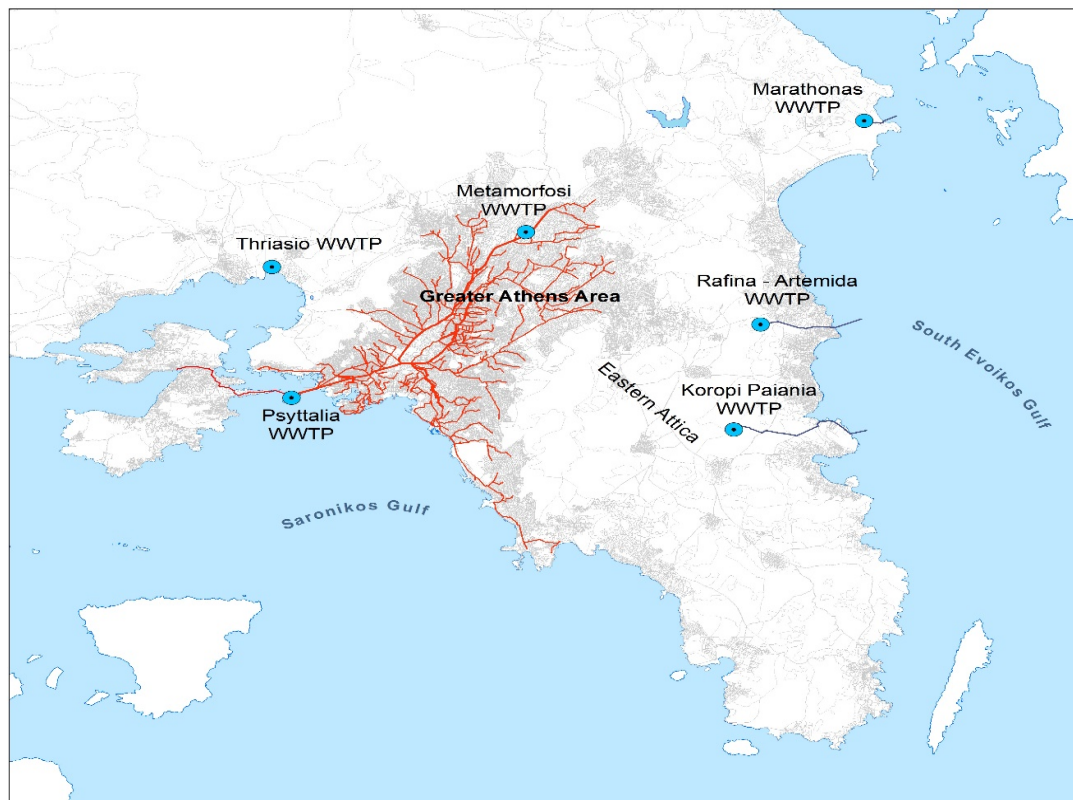 Marathonas
WWTP
Metamorfosi
WWTP
Thriasio WWTP
Rafina - Artemida
WWTP
Greater Athens Area
South Evoikos Gulf
Eastern Attica
Koropi Paiania
WWTP
Psyttalia
WWTP
Saronikos Gulf